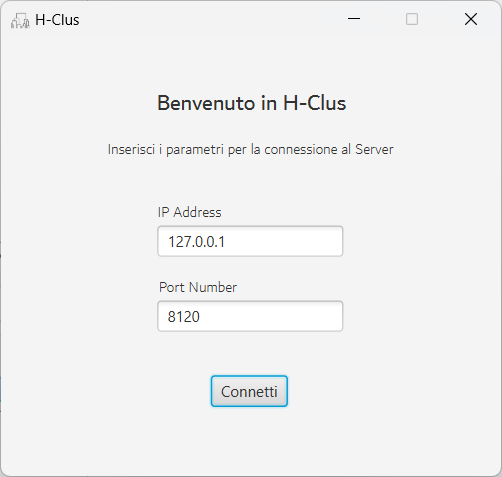 H-Clus
Benvenuto in H-Clus
Inserisci i parametri per la connessione al Server
IP Address
127.0.0.1
Port Number
8120
Connetti